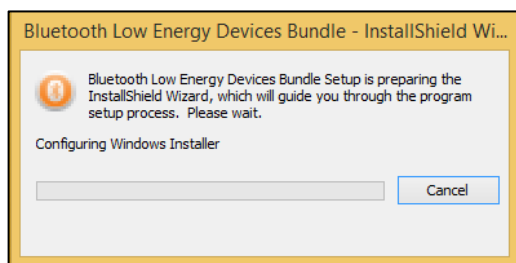 Bluetooth Low Energy Devices Bundle - InstallShield Wi...
Bluetooth Low Energy Devices Bundle Setup is preparing the
InstallShield Wizard, which will guide you through the program
setup process.  Please wait.
Configuring Windows Installer
Cancel